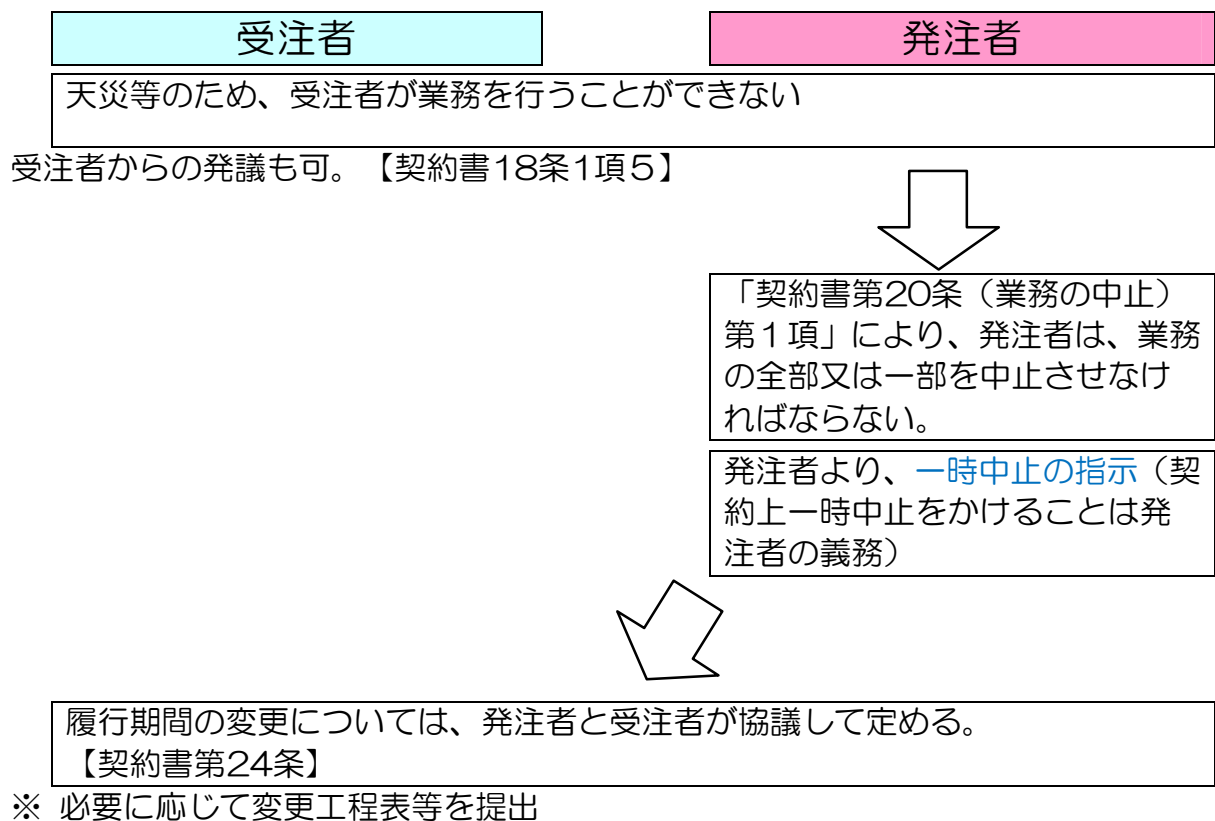 受注者
発注者
天災等のため、受注者が業務を行うことができない
受注者からの発議も可。【契約書18条1項5】
「契約書第20条（業務の中止）
第1項」により、発注者は、業務
の全部又は一部を中止させなけ
ればならない。
発注者より、一時中止の指示（契
約上一時中止をかけることは発
注者の義務）
履行期間の変更については、発注者と受注者が協議して定める。
【契約書第24条】
※ 必要に応じて変更工程表等を提出